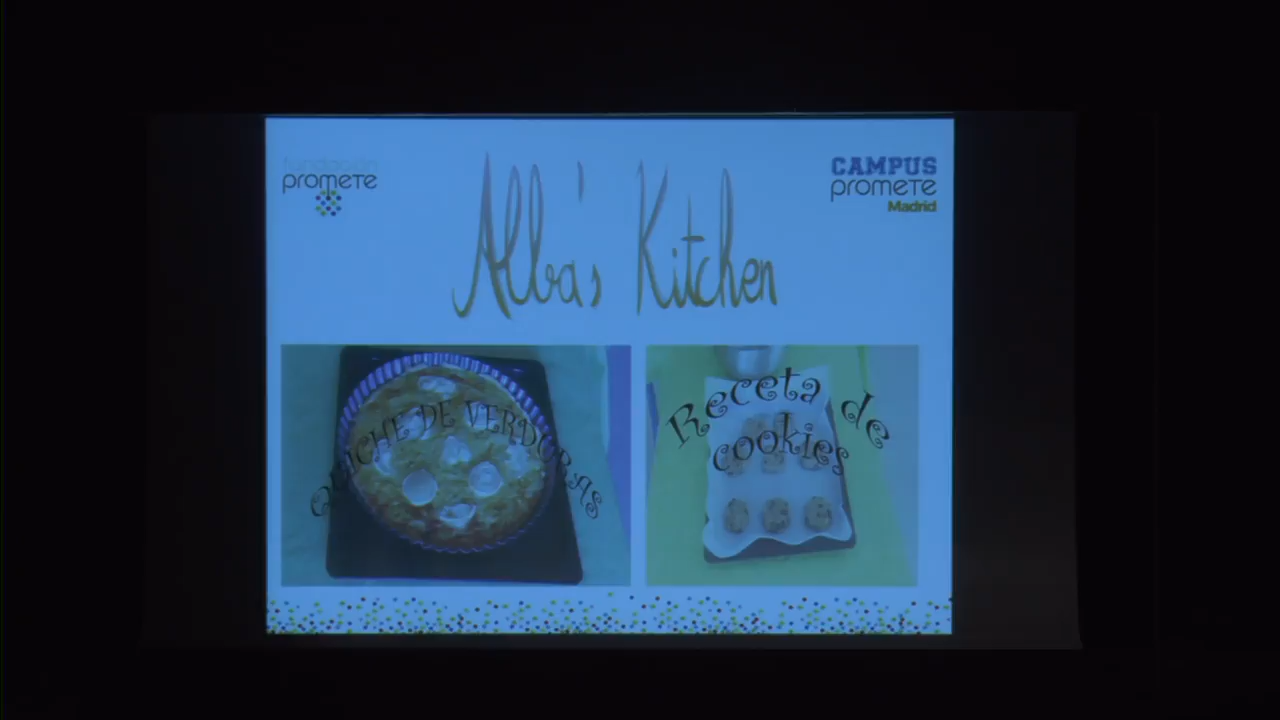 fundación
promete
CAMPUS
promete
Madrid
Alba's Kitchen
QUICHE DE VERDURAS
Receta de
cookies